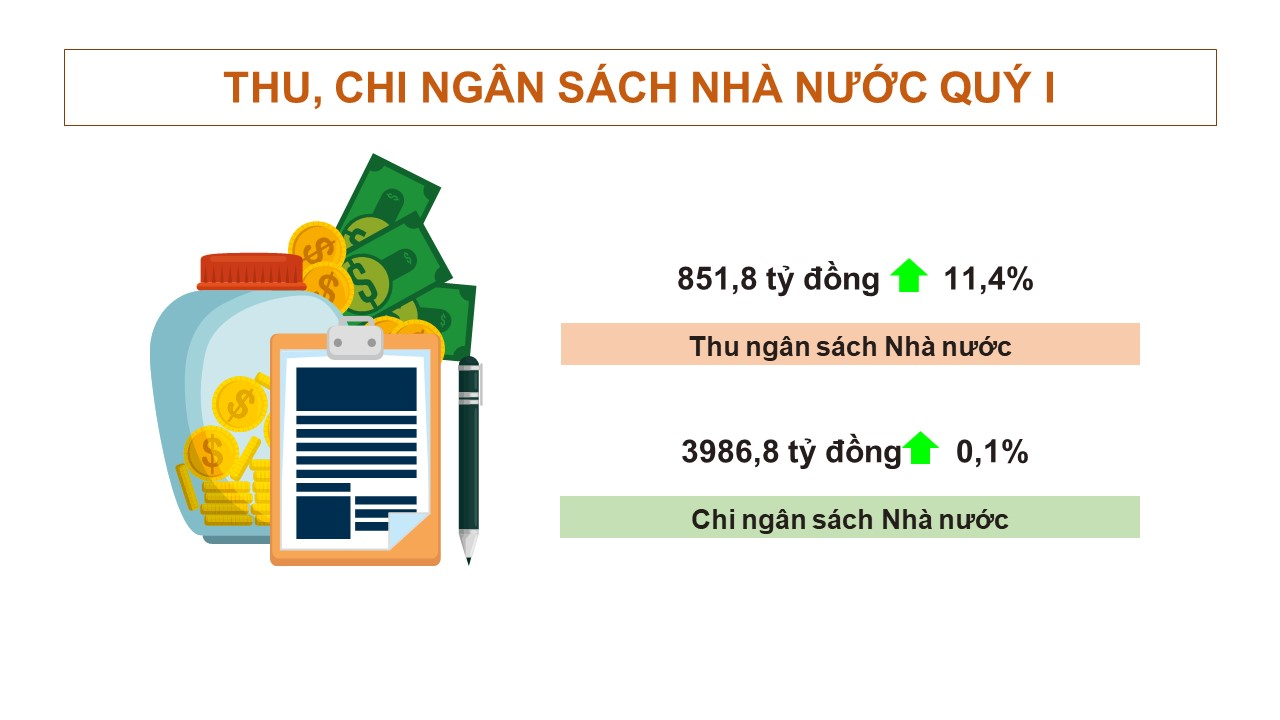 THU, CHI NGÂN SÁCH NHÀ NƯỚC QUÝ I
851,8 tỷ đồng 11,4%
Thu ngân sách Nhà nước
3986,8 tỷ đồng 0,1%
Chi ngân sách Nhà nước